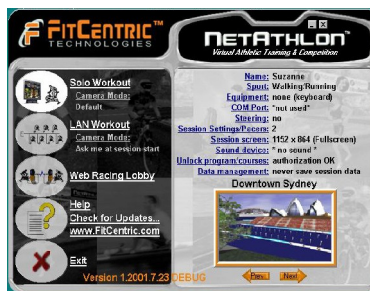 FITCENTRIC™
TECHNOLOGIES
NETATHLON™
Virtual Athletic Training & Competition
Solo Workout
Camera Mode:
Default
LAN Workout
Camera Mode:
Ask me at session start
Web Racing Lobby
Help
Check for Updates...
www.FitCentric.com
Exit
Version 1.2001.7.23 DEBUG
Name: Suzanne
Sport: Walking/Running
Equipment: none (keyboard)
COM Port: *not used*
Steering: no
Session Settings/Pacers: 2
Session screen: 1152 x 864 (Fullscreen)
Sound device: * no sound *
Unlock program/courses: authorization OK
Data management: never save session data
Downtown Sydney
Prev
Next